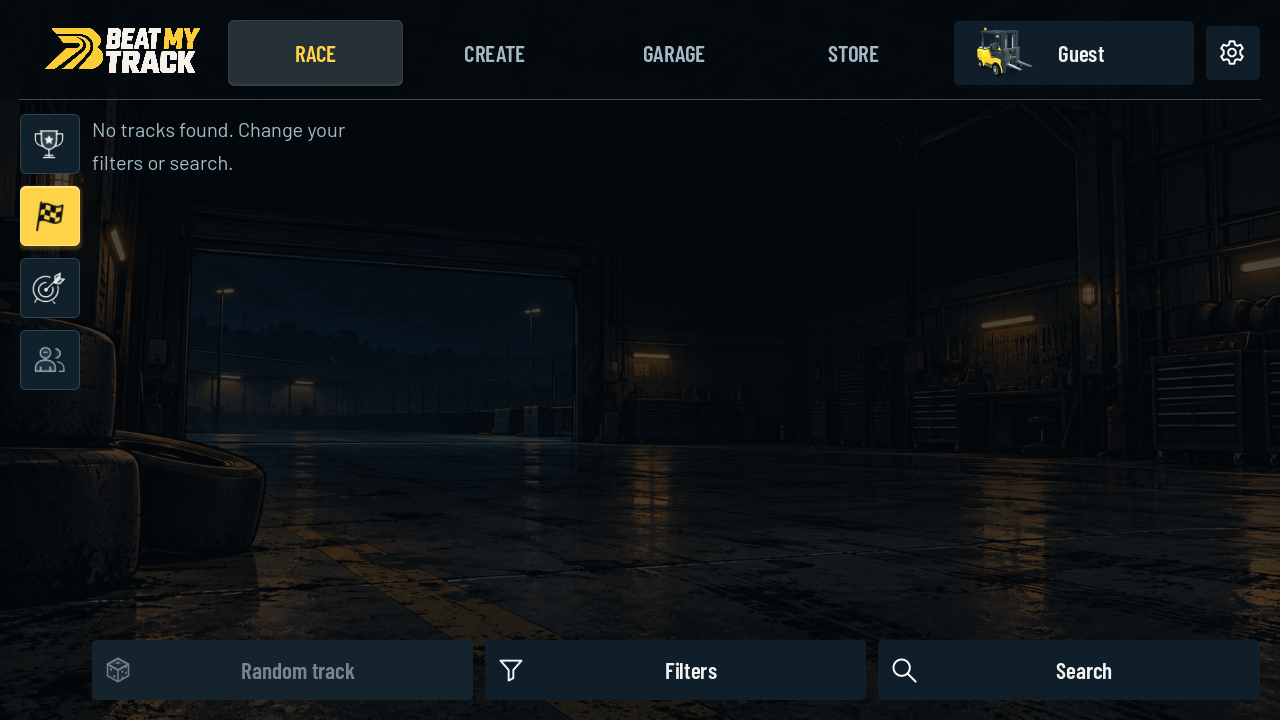 BEAT MY
TRACK
RACE
CREATE
GARAGE
STORE
Guest
No tracks found. Change your
filters or search.
Random track
Filters
Search